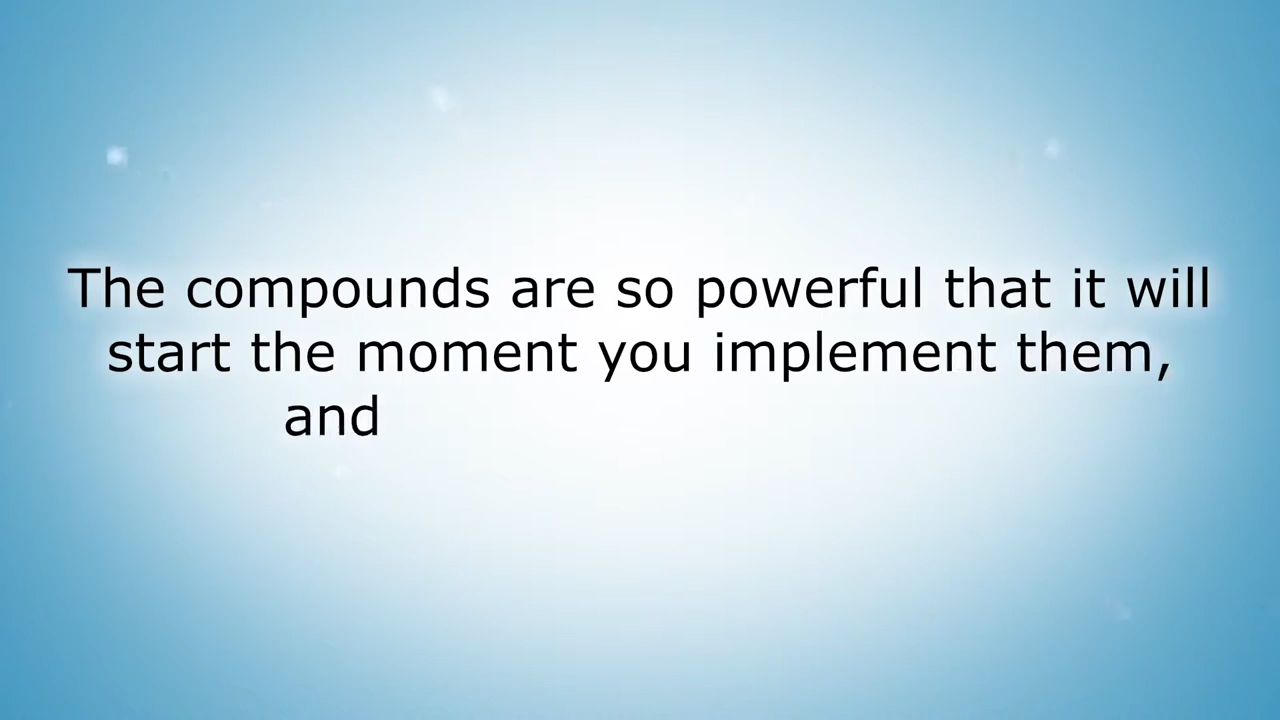 The compounds are so powerful that it will
start the moment you implement them,
and